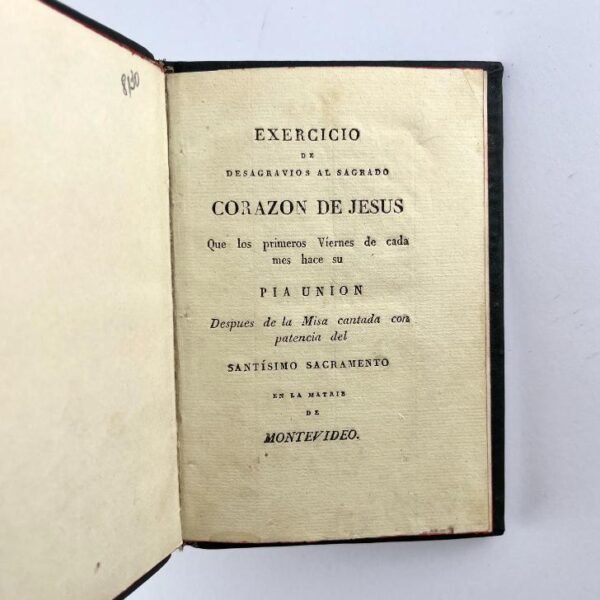 EXERCICIO
DE
DESAGRAVIOS AL SAGRADO
CORAZON DE JESUS
Que los primeros Viernes de cada
mes hace su
PIA UNION
Despues de la Misa cantada con
patencia del
SANTÍSIMO SACRAMENTO
EN LA MATRIS
DE
MONTEVIDEO.